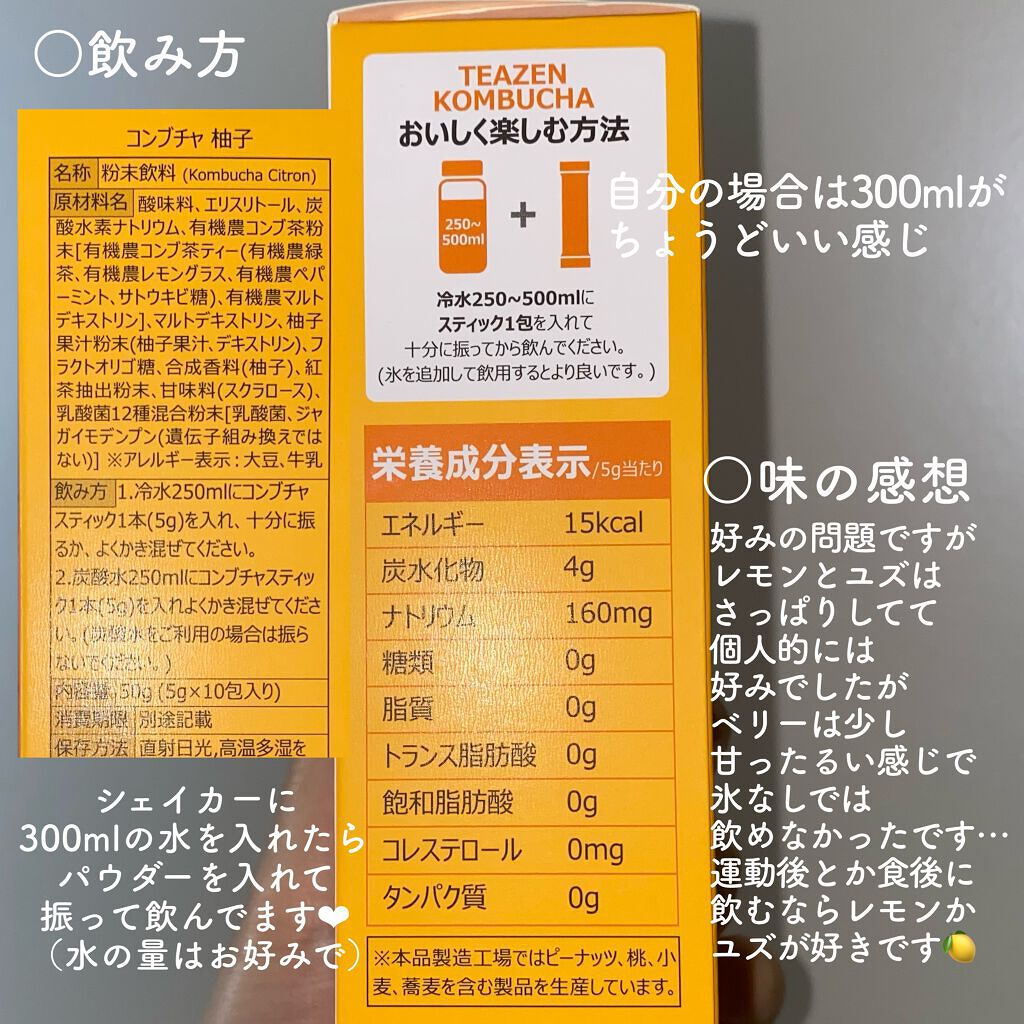 ○飲み方
コンブチャ 柚子
名称 粉末飲料 (Kombucha Citron)
原材料名 酸味料、エリスリトール、炭
酸水素ナトリウム、有機農コンブ茶粉
末[有機農コンブ茶ティー(有機農緑
茶、有機農レモングラス、有機農ペパ
ーミント、サトウキビ糖)、有機農マルト
デキストリン]、マルトデキストリン、柚子
果汁粉末(柚子果汁、デキストリン)、フ
ラクトオリゴ糖、合成香料(柚子)、紅
茶抽出粉末、甘味料(スクラロース)、
乳酸菌12種混合粉末[乳酸菌、ジャ
ガイモデンプン(遺伝子組み換えでは
ない)] ※アレルギー表示:大豆、牛乳
飲み方 1.冷水250mlにコンブチャ
スティック1本(5g)を入れ、十分に振
るか、よくかき混ぜてください。
2.炭酸水250mlにコンブチャスティッ
ク1本(5g)を入れよくかき混ぜてくださ
い。(炭酸水をご利用の場合は振ら
ないでください。)
内容量 50g (5g×10包入り)
消費期限 別途記載
保存方法 直射日光,高温多湿を
シェイカーに
300mlの水を入れたら
パウダーを入れて
振って飲んでます❤
(水の量はお好みで)
TEAZEN
KOMBUCHA
おいしく楽しむ方法
250~
500ml
+
冷水250~500mlに
スティック1包を入れて
十分に振ってから飲んでください。
(氷を追加して飲用するとより良いです。)
栄養成分表示/5g当たり
エネルギー 15kcal
炭水化物 4g
ナトリウム 160mg
糖類 0g
脂質 0g
トランス脂肪酸 0g
飽和脂肪酸 0g
コレステロール 0mg
タンパク質 0g
※本品製造工場ではピーナッツ、桃、小
麦、蕎麦を含む製品を生産しています。
自分の場合は300mlが
ちょうどいい感じ
○味の感想
好みの問題ですが
レモンとユズは
さっぱりしてて
個人的には
好みでしたが
ベリーは少し
甘ったるい感じで
氷なしでは
飲めなかったです…
運動後とか食後に
飲むならレモンか
ユズが好きです🍋